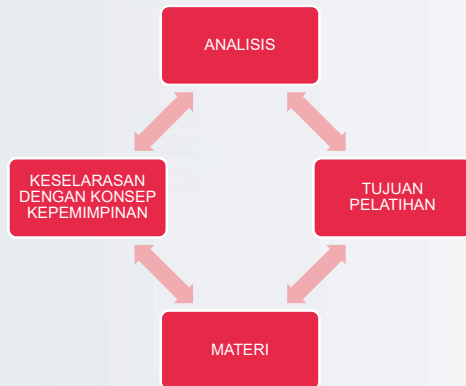 ANALISIS
KESELARASAN
DENGAN KONSEP
KEPEMIMPINAN
TUJUAN
PELATIHAN
MATERI